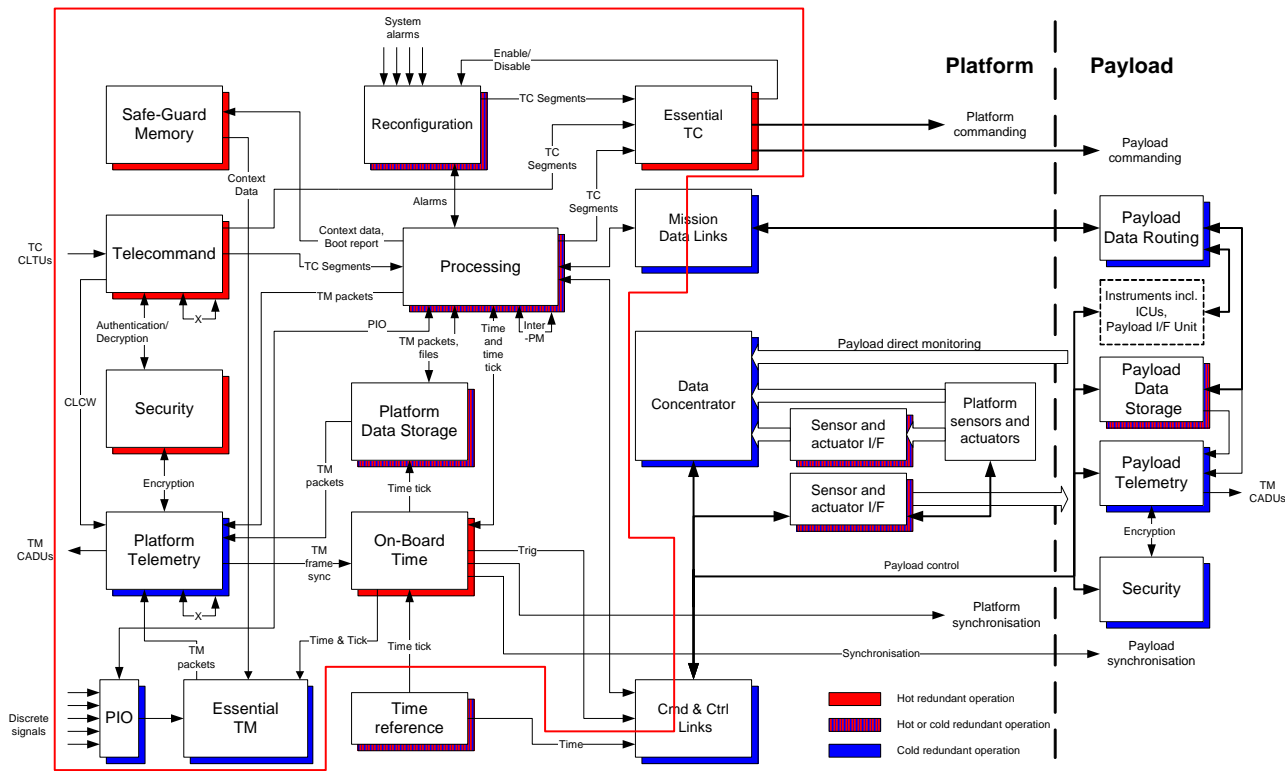 System
alarms
Enable/
Disable
Platform
Payload
Safe-Guard
Memory
Reconfiguration
TC Segments
Essential
TC
Platform
commanding
Payload
commanding
TC
Segments
TC
Segments
Context
Data
Alarms
Context data,
Boot report
TC
CLTUs
Telecommand
TC Segments
Processing
Mission
Data Links
Payload
Data Routing
TM packets
X
Authentication/
Decryption
PIO
TM packets,
files
Time
and
time
tick
Inter
-PM
Instruments incl.
ICUs,
Payload I/F Unit
Payload direct monitoring
CLCW
Security
Platform
Data Storage
Data
Concentrator
Sensor and
actuator I/F
Platform
sensors and
actuators
Payload
Data
Storage
Encryption
TM
packets
Time tick
Sensor and
actuator I/F
Payload
Telemetry
TM
CADUs
Encryption
TM
CADUs
Platform
Telemetry
TM
frame
sync
On-Board
Time
Trig
Payload control
Security
X
Platform
synchronisation
Time & Tick
Time tick
TM
packets
Synchronisation
Payload
synchronisation
Discrete
signals
PIO
Essential
TM
Time
reference
Time
Cmd & Ctrl
Links
Hot redundant operation
Hot or cold redundant operation
Cold redundant operation